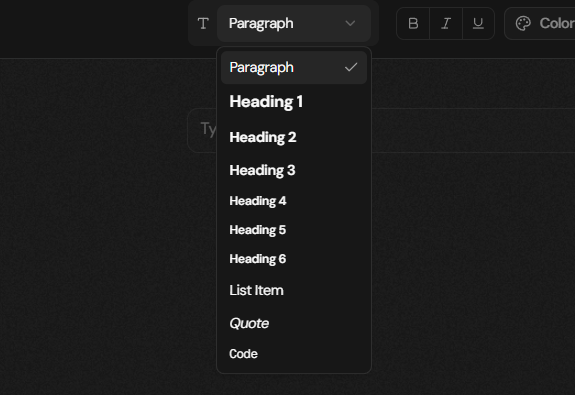 T Paragraph B I U Color
Paragraph
Heading 1
Ty
Heading 2
Heading 3
Heading 4
Heading 5
Heading 6
List Item
Quote
Code